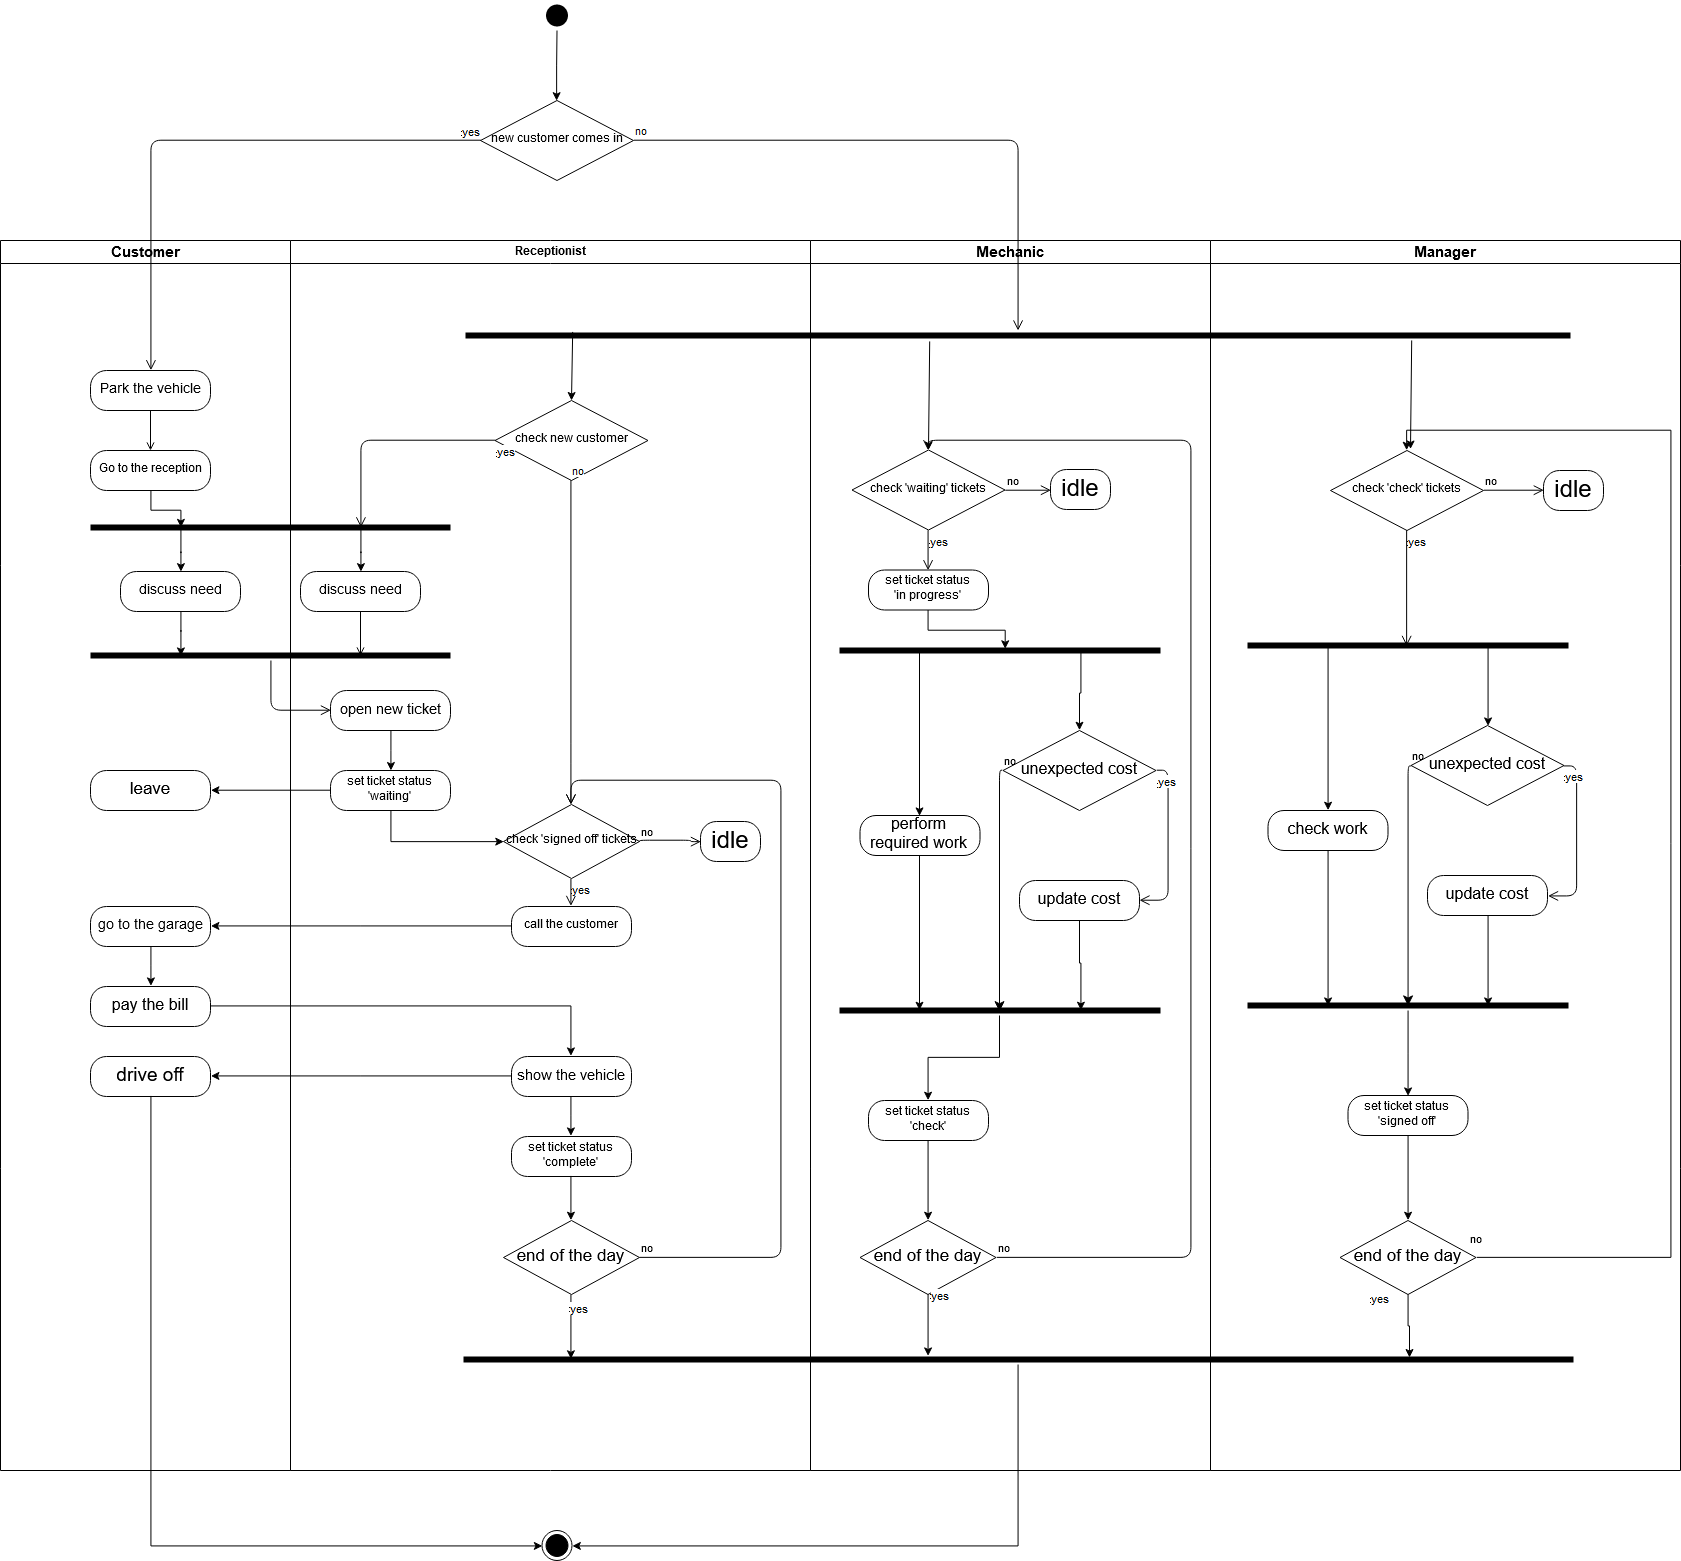 :yes
new customer comes in
no
Customer
Receptionist
Mechanic
Manager
Park the vehicle
check new customer
:yes
no
Go to the reception
check 'waiting' tickets
no
idle
:yes
check 'check' tickets
no
idle
:yes
discuss need
discuss need
set ticket status
'in progress'
open new ticket
leave
set ticket status
'waiting'
no
unexpected cost
:yes
no
unexpected cost
:yes
check 'signed off' tickets
no
idle
:yes
perform
required work
check work
update cost
update cost
go to the garage
call the customer
pay the bill
drive off
show the vehicle
set ticket status
'check'
set ticket status
'signed off'
set ticket status
'complete'
end of the day
no
:yes
end of the day
no
:yes
end of the day
no
:yes